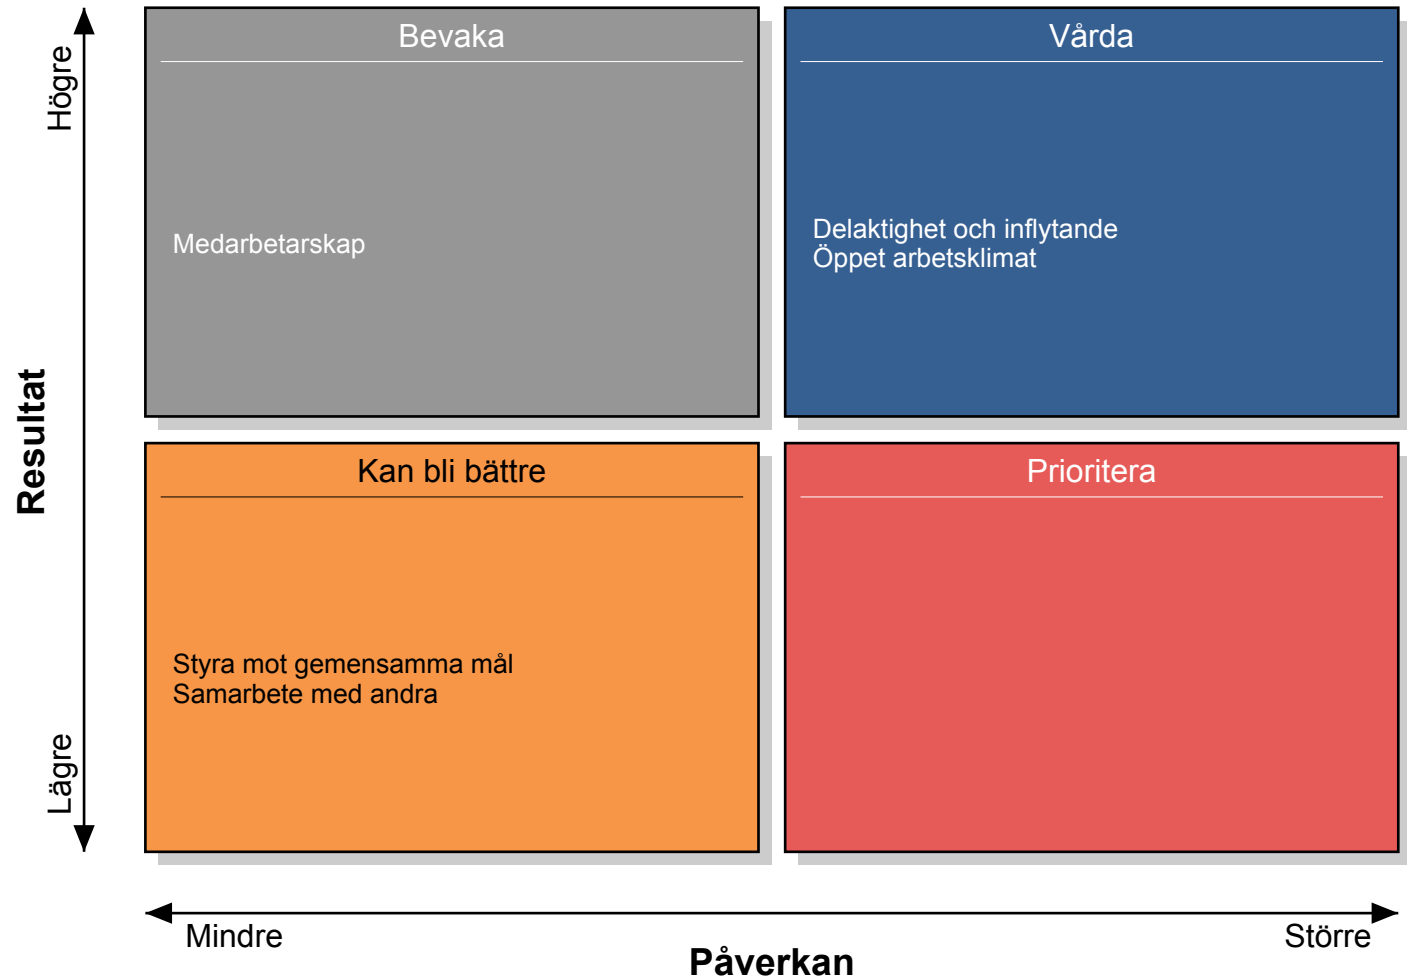 Högre
Resultat
Lägre
Bevaka
Medarbetarskap
Vårda
Delaktighet och inflytande
Öppet arbetsklimat
Kan bli bättre
Styra mot gemensamma mål
Samarbete med andra
Prioritera
Mindre
Större
Påverkan